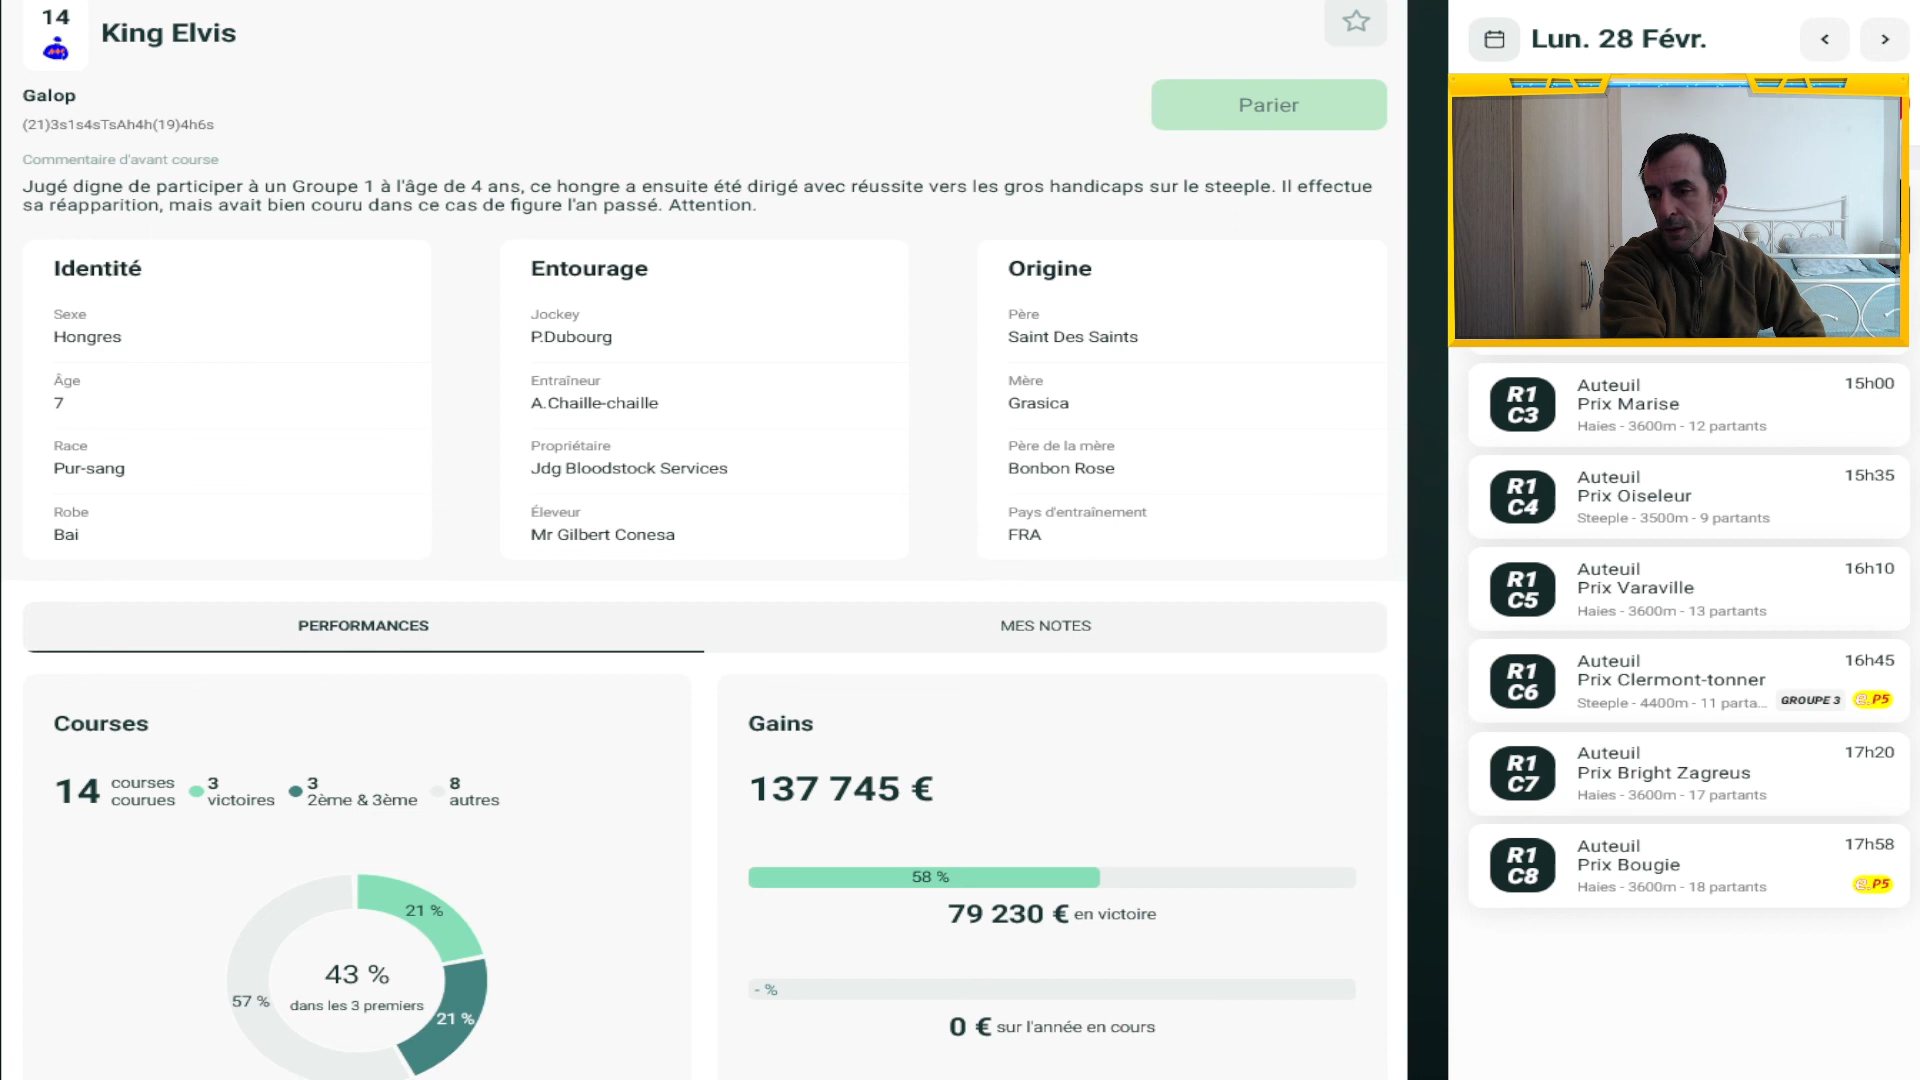 14
King Elvis
Galop
(21)3s1s4sTsAh4h(19)4h6s
Parier
Commentaire d'avant course
Jugé digne de participer à un Groupe 1 à l'âge de 4 ans, ce hongre a ensuite été dirigé avec réussite vers les gros handicaps sur le steeple. Il effectue
sa réapparition, mais avait bien couru dans ce cas de figure l'an passé. Attention.
Identité
Sexe
Hongres
Âge
7
Race
Pur-sang
Robe
Bai
Entourage
Jockey
P.Dubourg
Entraîneur
A.Chaille-chaille
Propriétaire
Jdg Bloodstock Services
Éleveur
Mr Gilbert Conesa
Origine
Père
Saint Des Saints
Mère
Grasica
Père de la mère
Bonbon Rose
Pays d'entraînement
FRA
PERFORMANCES
MES NOTES
Courses
14 courses courues
3 victoires
3 2ème & 3ème
8 autres
21 %
43 %
dans les 3 premiers
57 %
21 %
Gains
137 745 €
58 %
79 230 € en victoire
- %
0 € sur l'année en cours
Lun. 28 Févr.
< >
R1 C3
Auteuil
15h00
Prix Marise
Haies - 3600m - 12 partants
R1 C4
Auteuil
15h35
Prix Oiseleur
Steeple - 3500m - 9 partants
R1 C5
Auteuil
16h10
Prix Varaville
Haies - 3600m - 13 partants
R1 C6
Auteuil
16h45
Prix Clermont-tonner
Steeple - 4400m - 11 parta...
GROUPE 3
e.P5
R1 C7
Auteuil
17h20
Prix Bright Zagreus
Haies - 3600m - 17 partants
R1 C8
Auteuil
17h58
Prix Bougie
Haies - 3600m - 18 partants
e.P5